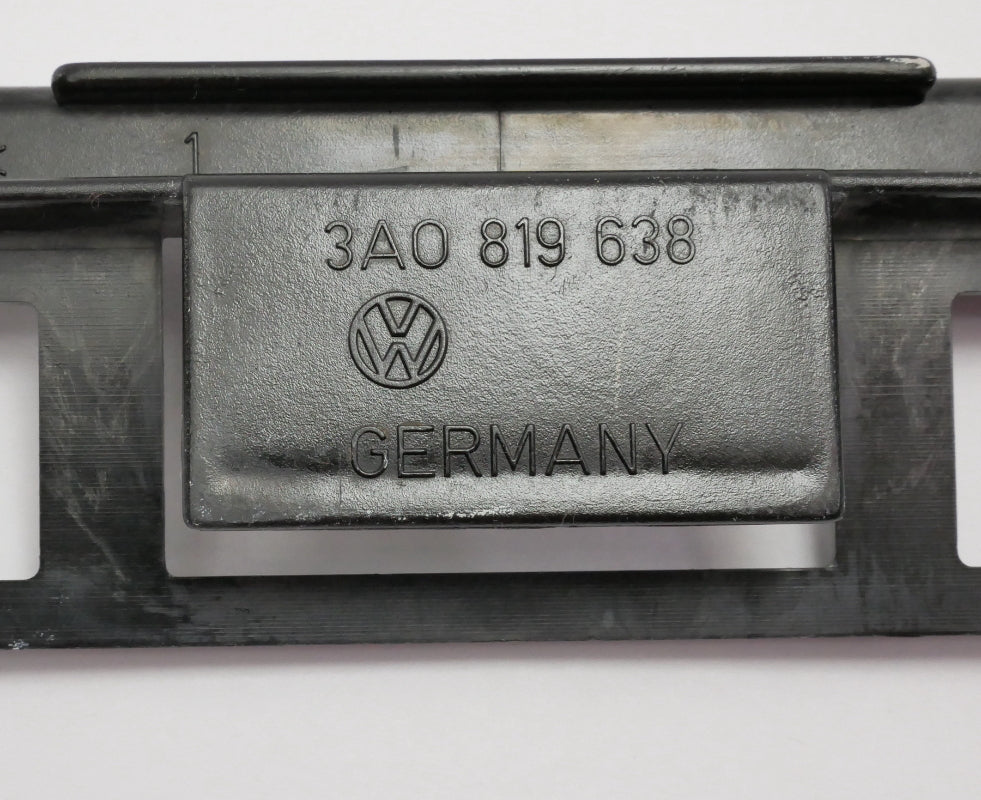 1
3A0 819 638
VW
GERMANY